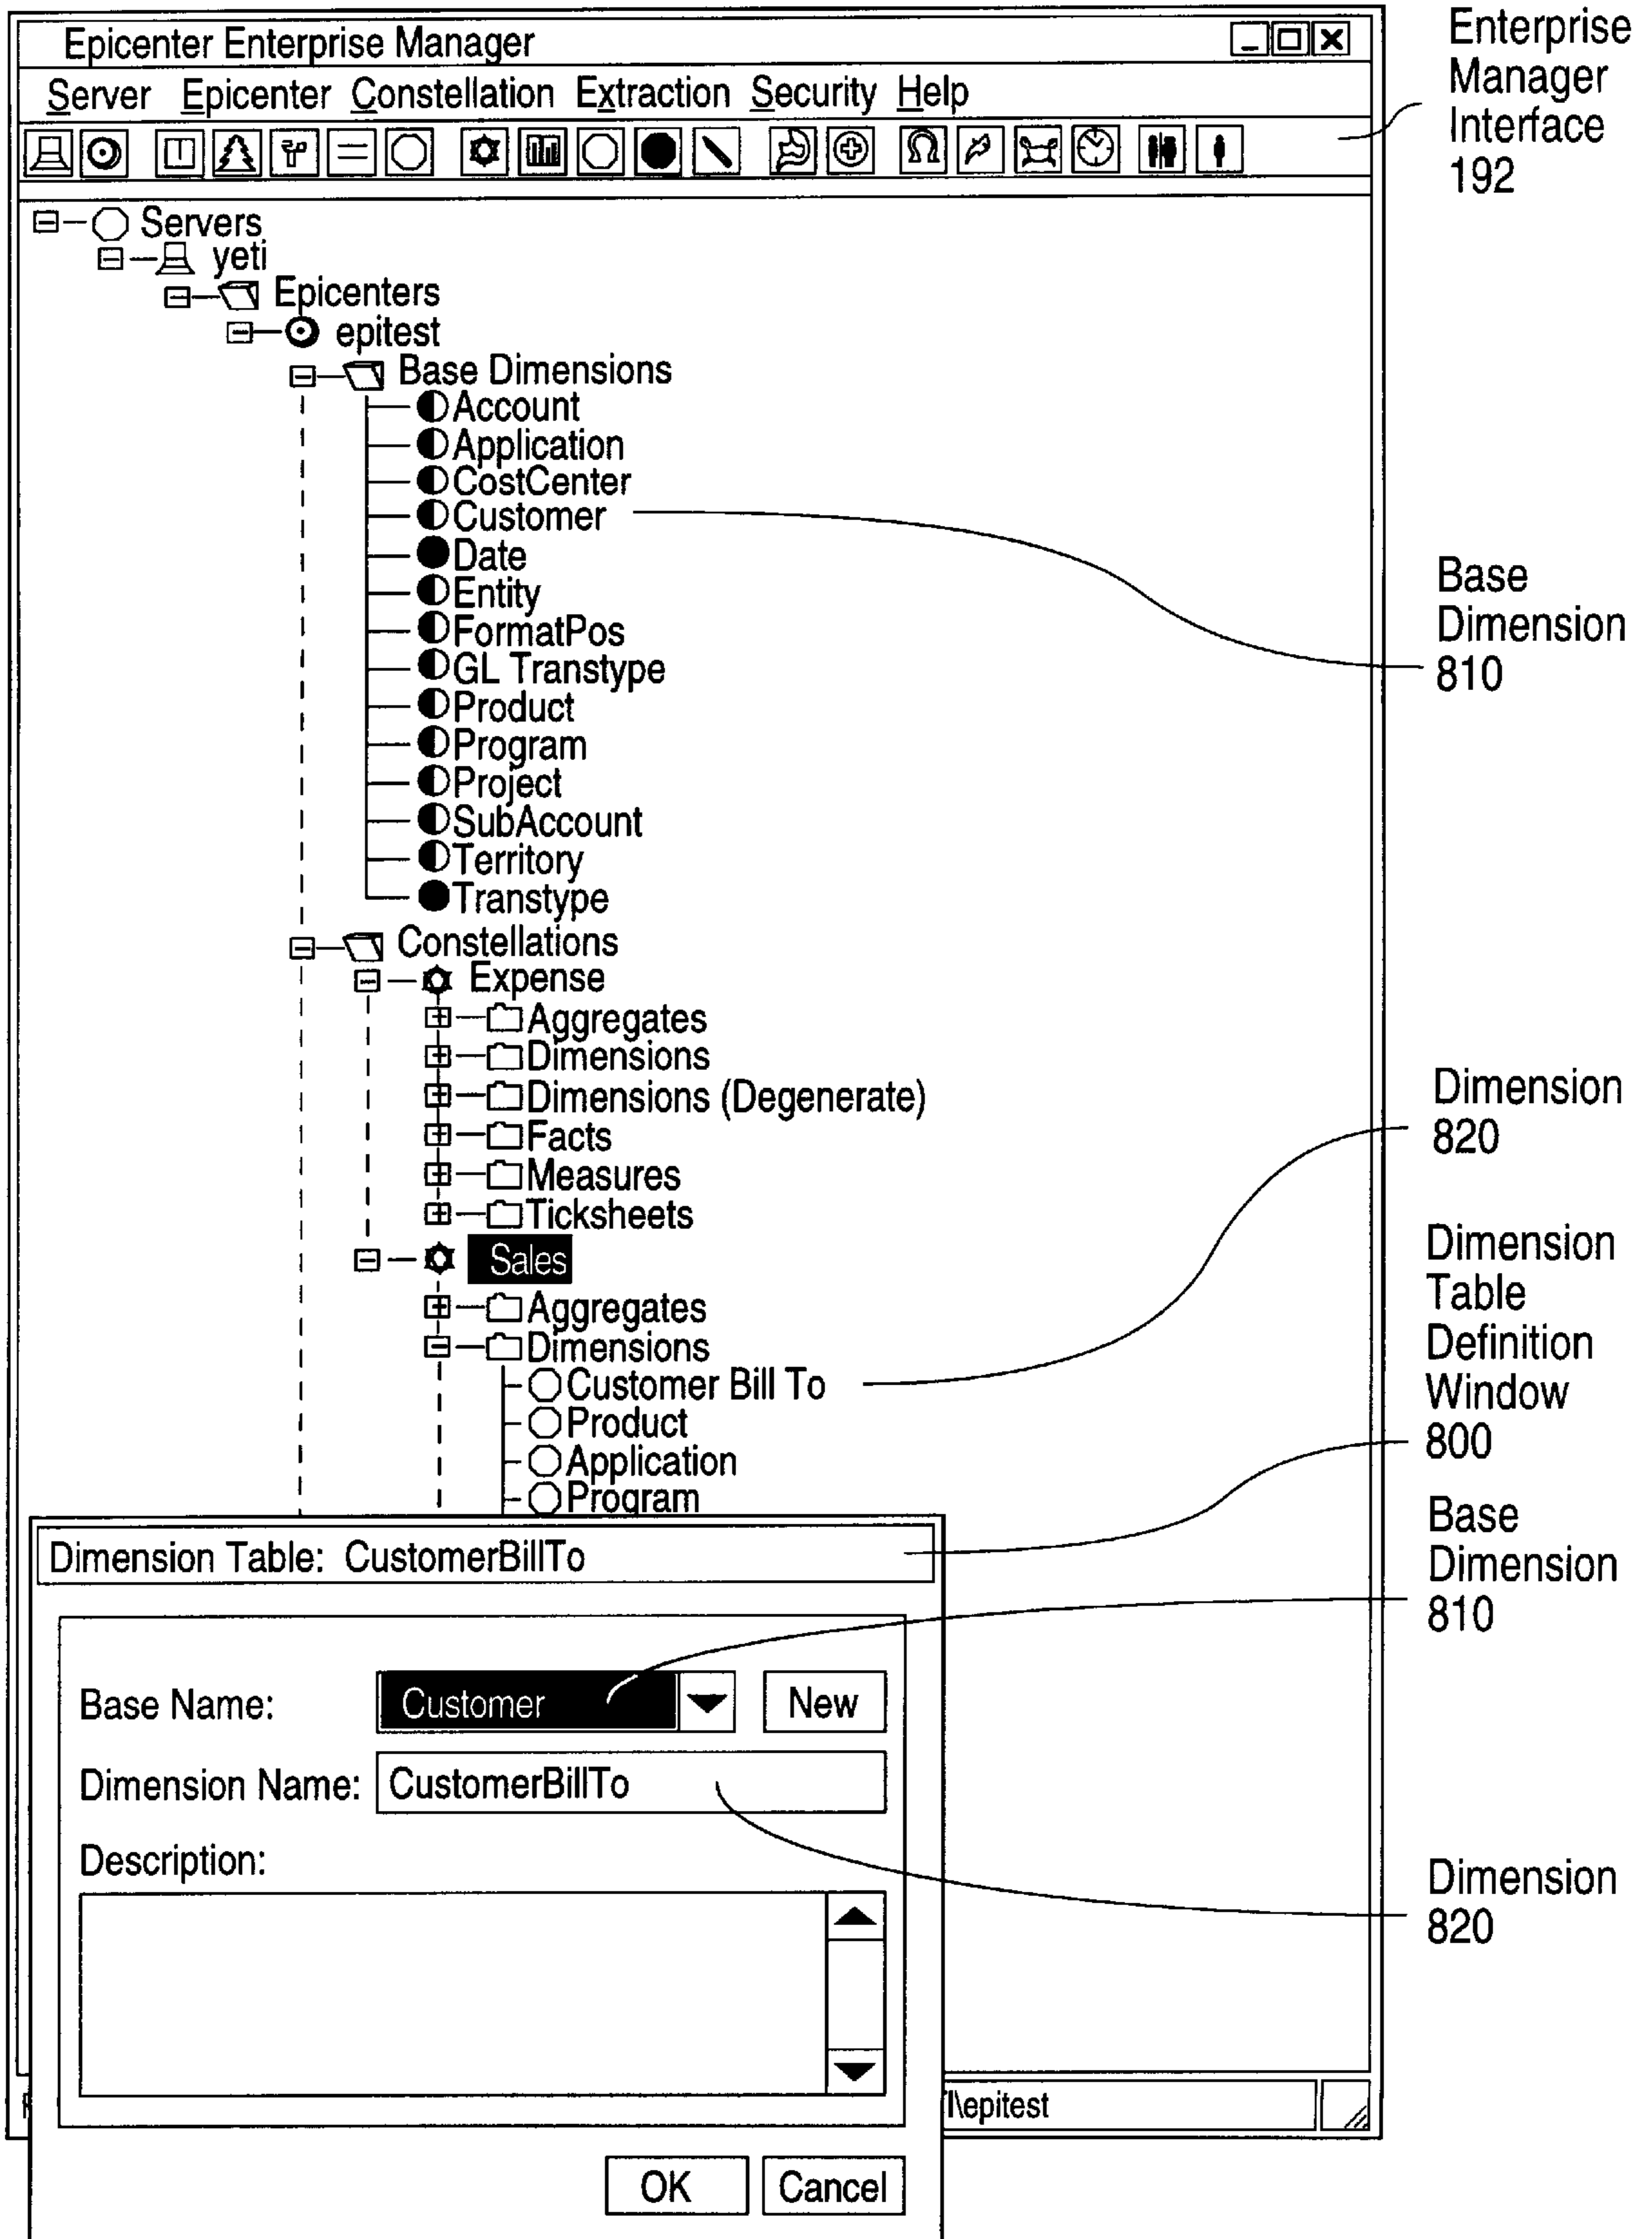 Epicenter Enterprise Manager
Server Epicenter Constellation Extraction Security Help
Enterprise
Manager
Interface
192
Servers
yeti
Epicenters
epitest
Base Dimensions
Account
Application
CostCenter
Customer
Date
Entity
FormatPos
GL Transtype
Product
Program
Project
SubAccount
Territory
Transtype
Base
Dimension
810
Constellations
Expense
Aggregates
Dimensions
Dimensions (Degenerate)
Facts
Measures
Ticksheets
Sales
Aggregates
Dimensions
Customer Bill To
Product
Application
Program
Dimension
820
Dimension
Table
Definition
Window
800
Dimension Table: CustomerBillTo
Base Name: Customer New
Dimension Name: CustomerBillTo
Description:
OK Cancel
Base
Dimension
810
Dimension
820
\epitest